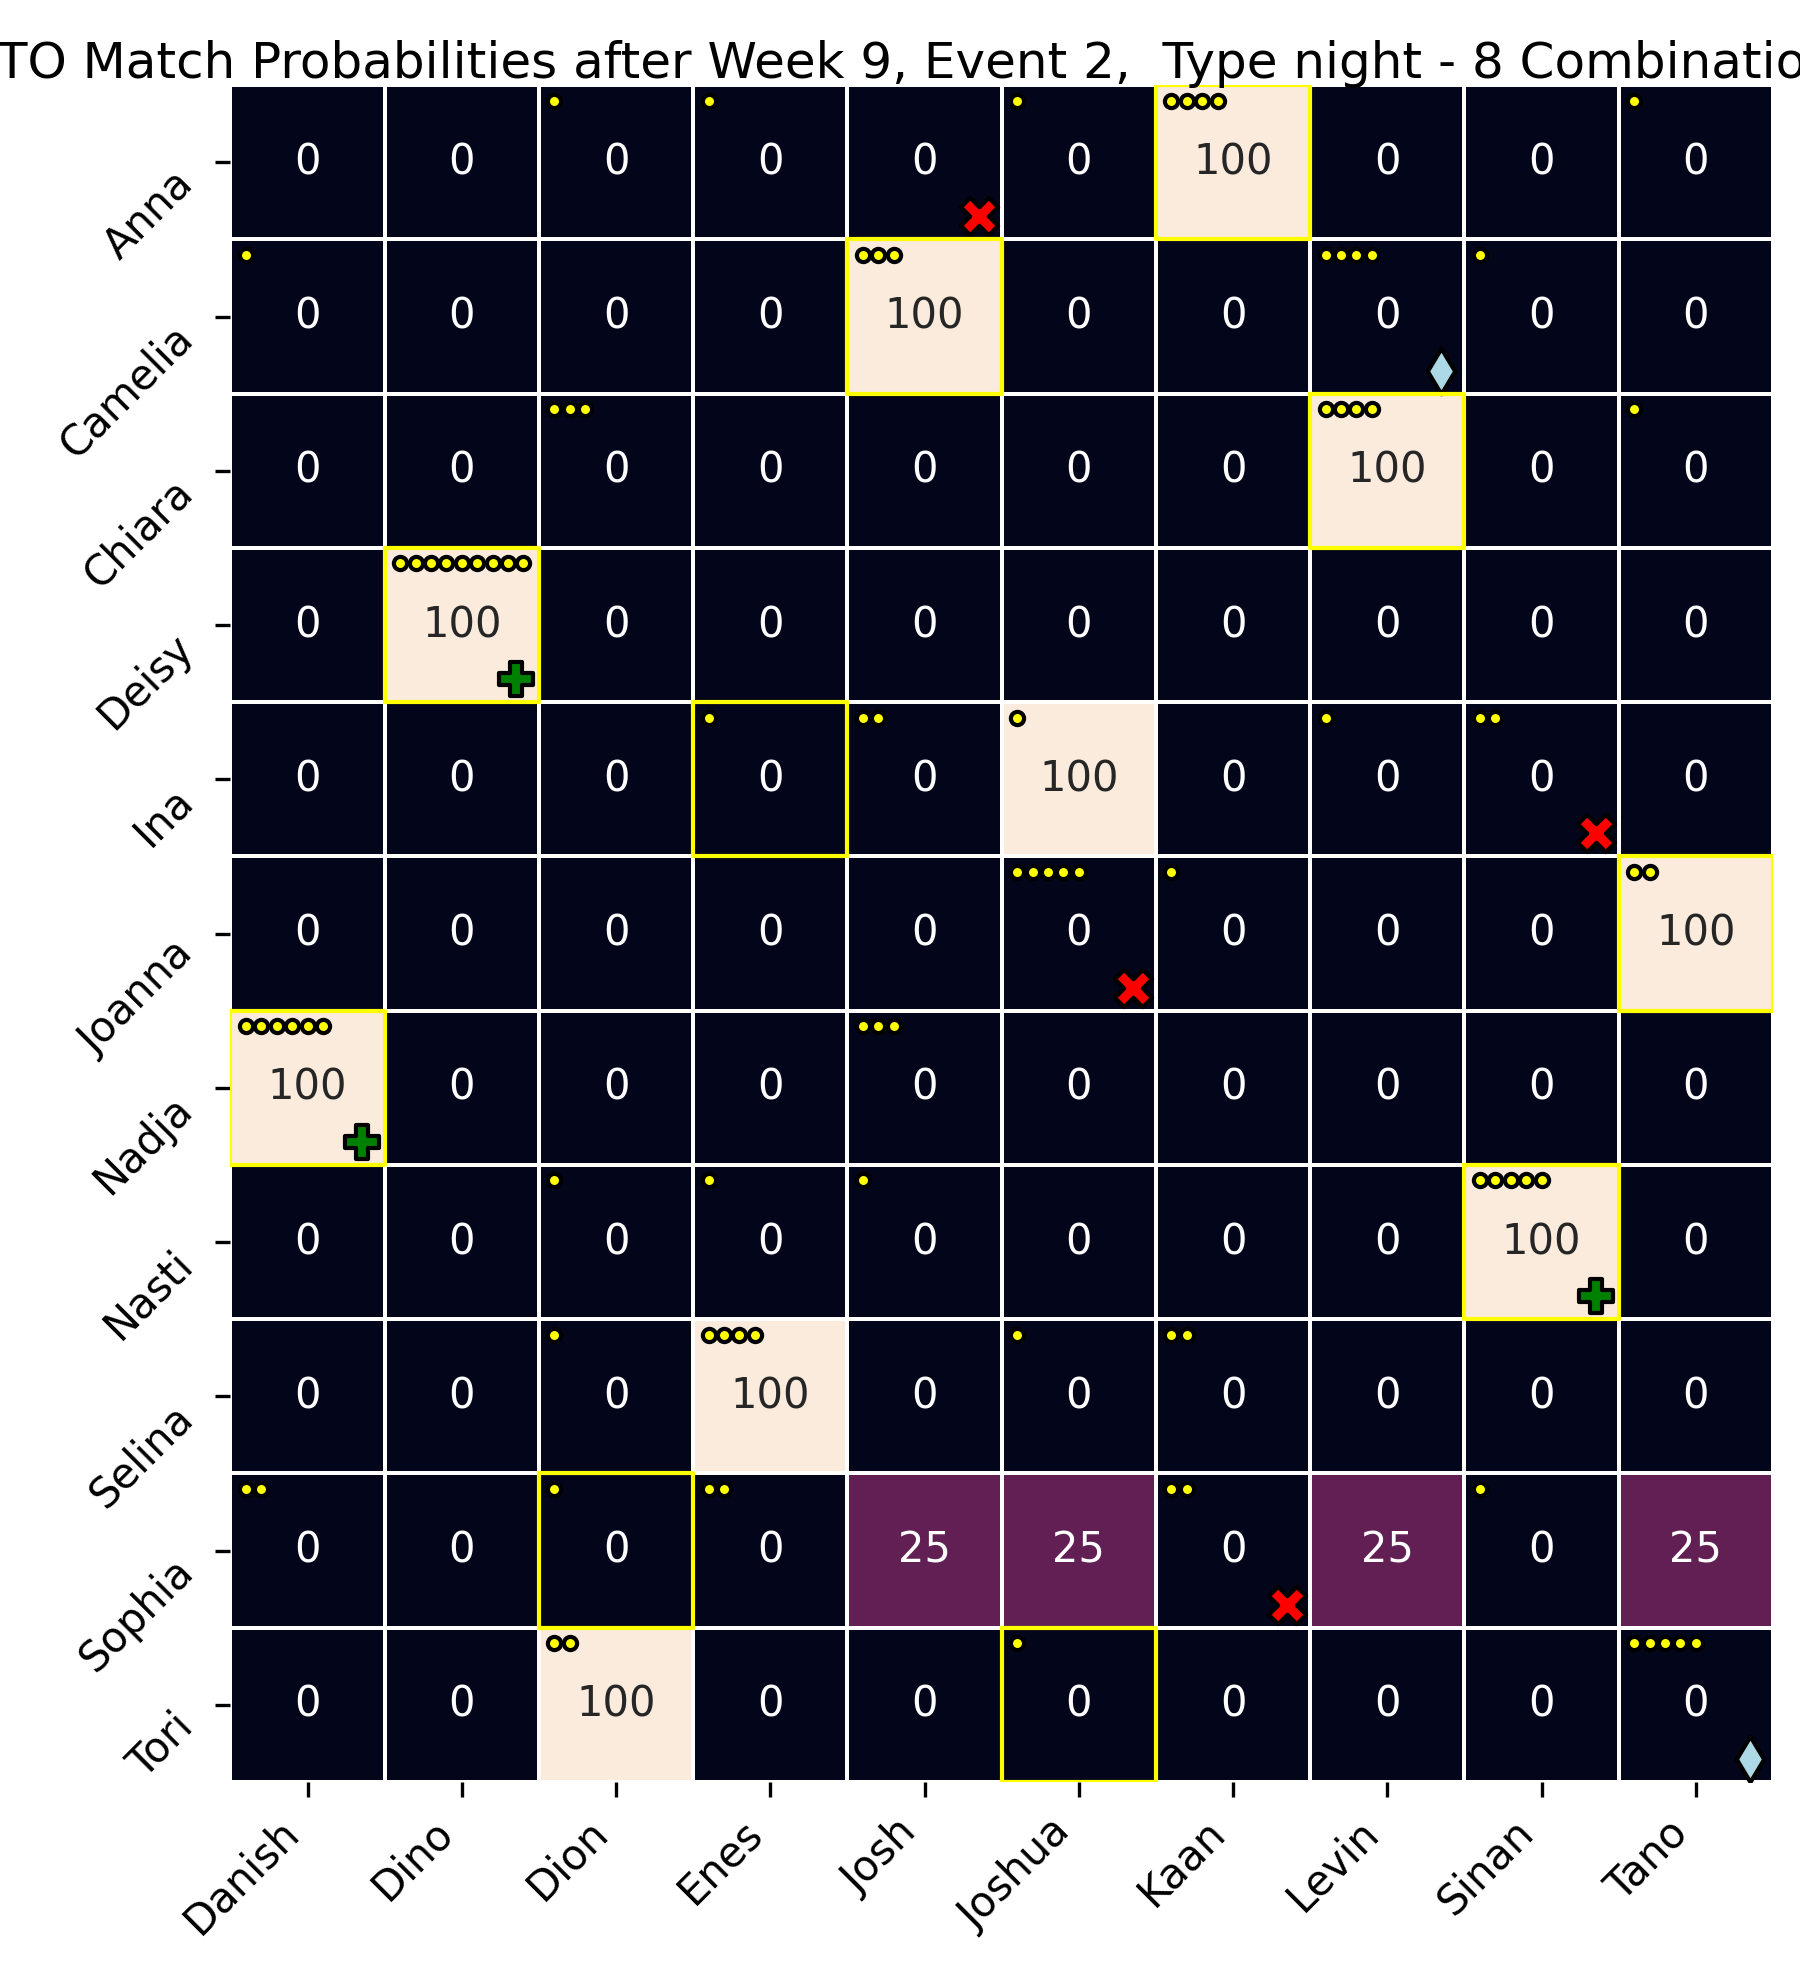 TO Match Probabilities after Week 9, Event 2, Type night - 8 Combinatio
Anna 0 0 0 0 0 0 100 0 0 0
Camelia 0 0 0 0 100 0 0 0 0 0
Chiara 0 0 0 0 0 0 0 100 0 0
Deisy 0 100 0 0 0 0 0 0 0 0
Ina 0 0 0 0 0 100 0 0 0 0
Joanna 0 0 0 0 0 0 0 0 0 100
Nadja 100 0 0 0 0 0 0 0 0 0
Nasti 0 0 0 0 0 0 0 0 100 0
Selina 0 0 0 100 0 0 0 0 0 0
Sophia 0 0 0 0 25 25 0 25 0 25
Tori 0 0 100 0 0 0 0 0 0 0
Danish Dino Dion Enes Josh Joshua Kaan Levin Sinan Tano